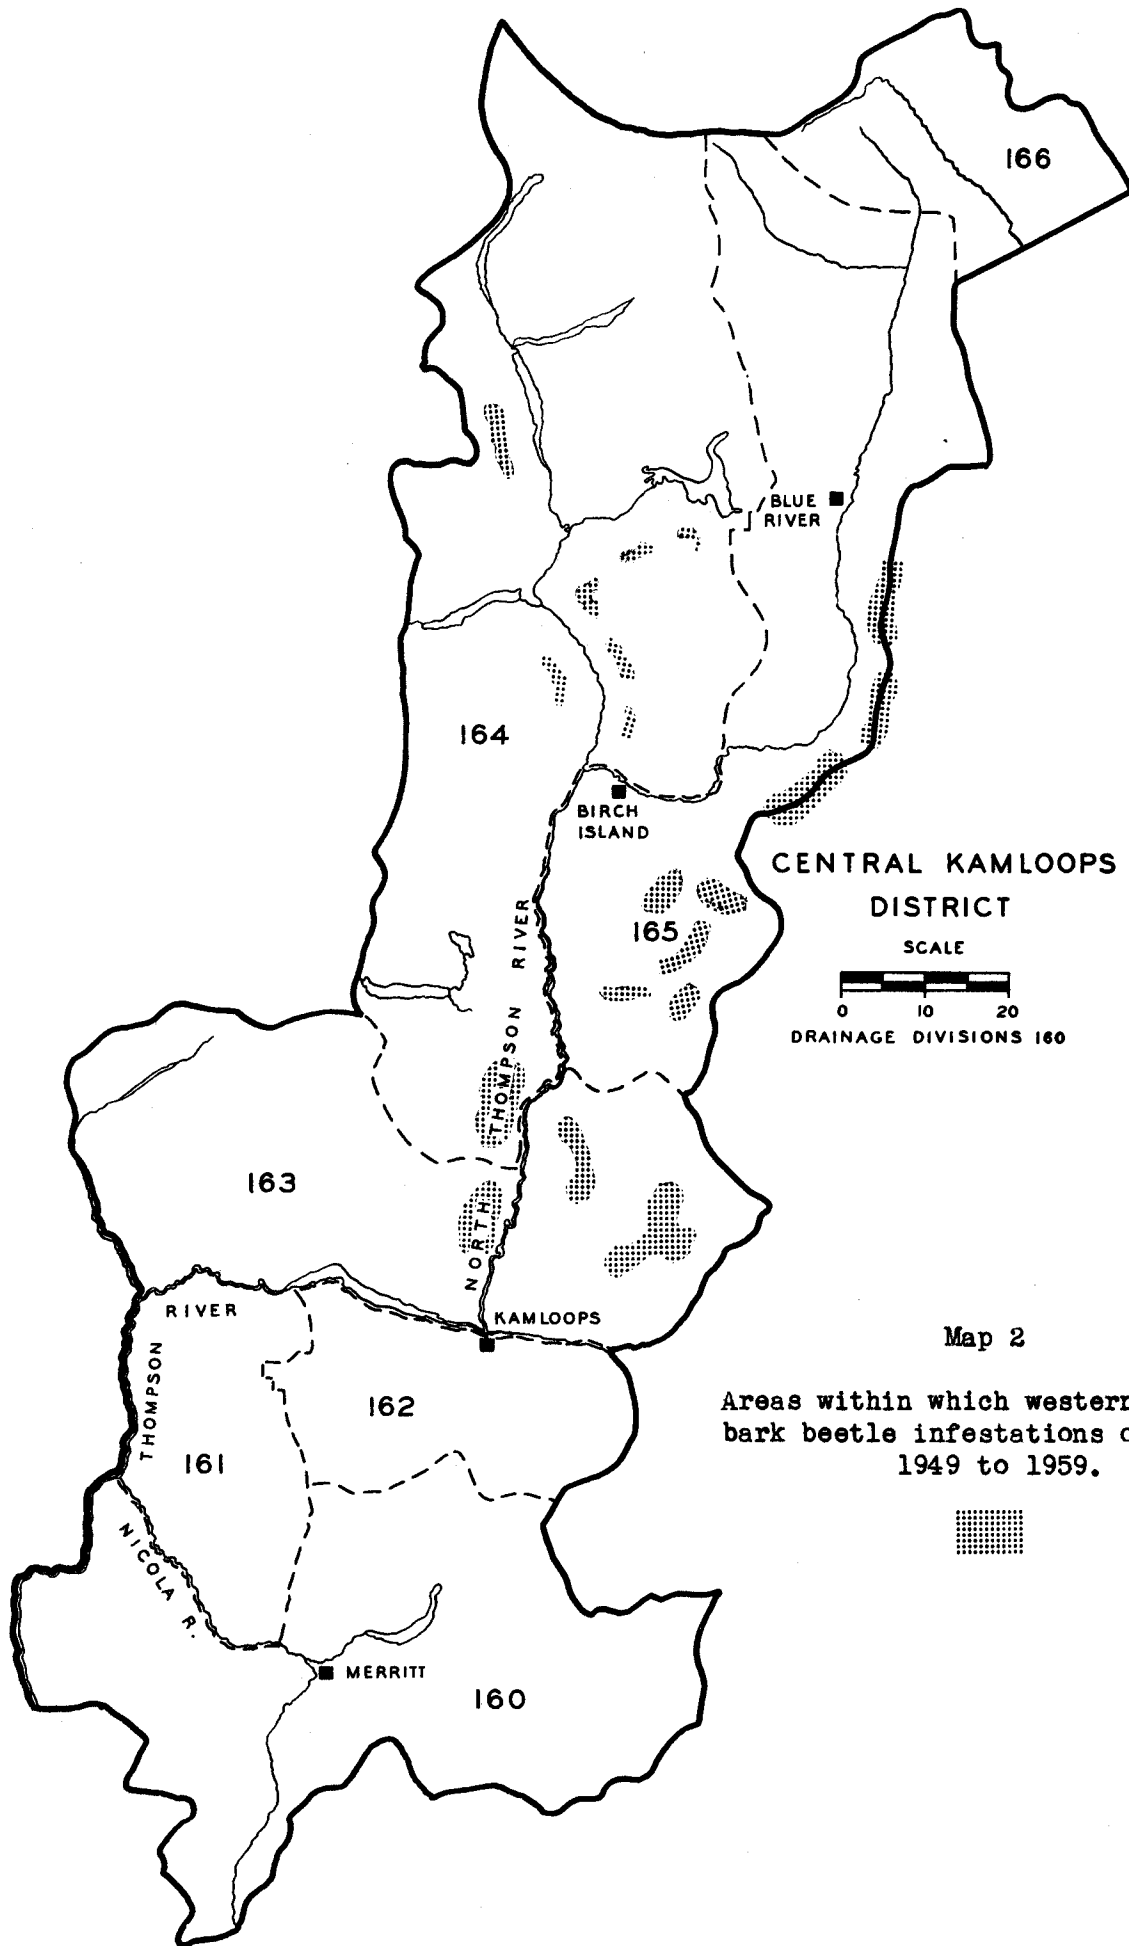 166
BLUE
RIVER
164
BIRCH
ISLAND
CENTRAL KAMLOOPS
DISTRICT
SCALE
0 10 20
DRAINAGE DIVISIONS 160
165
NORTH THOMPSON RIVER
163
RIVER
THOMPSON
KAMLOOPS
162
161
NICOLA R.
MERRITT
160
Map 2
Areas within which western
bark beetle infestations
1949 to 1959.